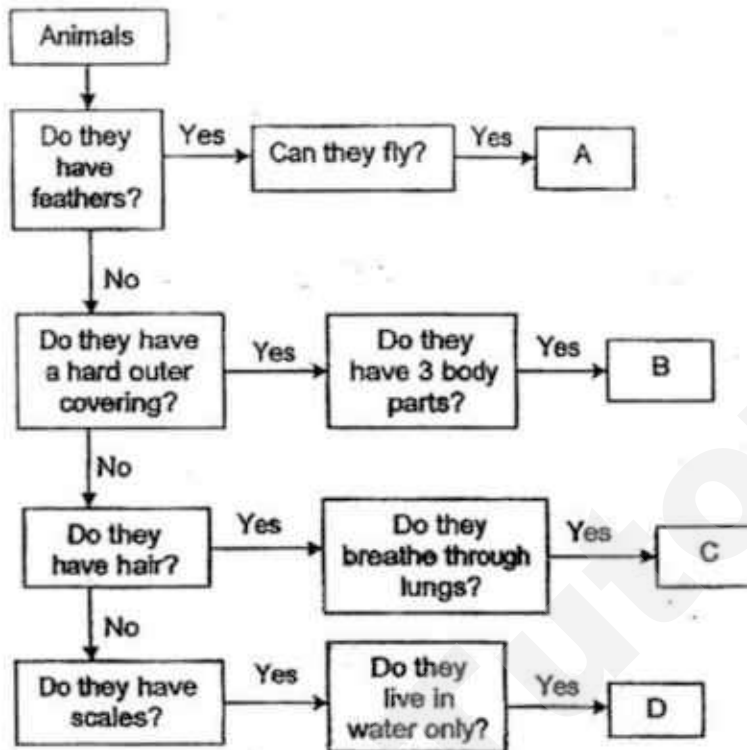 Animals
Do they
have
feathers?
Yes
Can they fly?
Yes
A
No
Do they have
a hard outer
covering?
Yes
Do they
have 3 body
parts?
Yes
B
No
Do they
have hair?
Yes
Do they
breathe through
lungs?
Yes
C
No
Do they have
scales?
Yes
Do they
live in
water only?
Yes
D